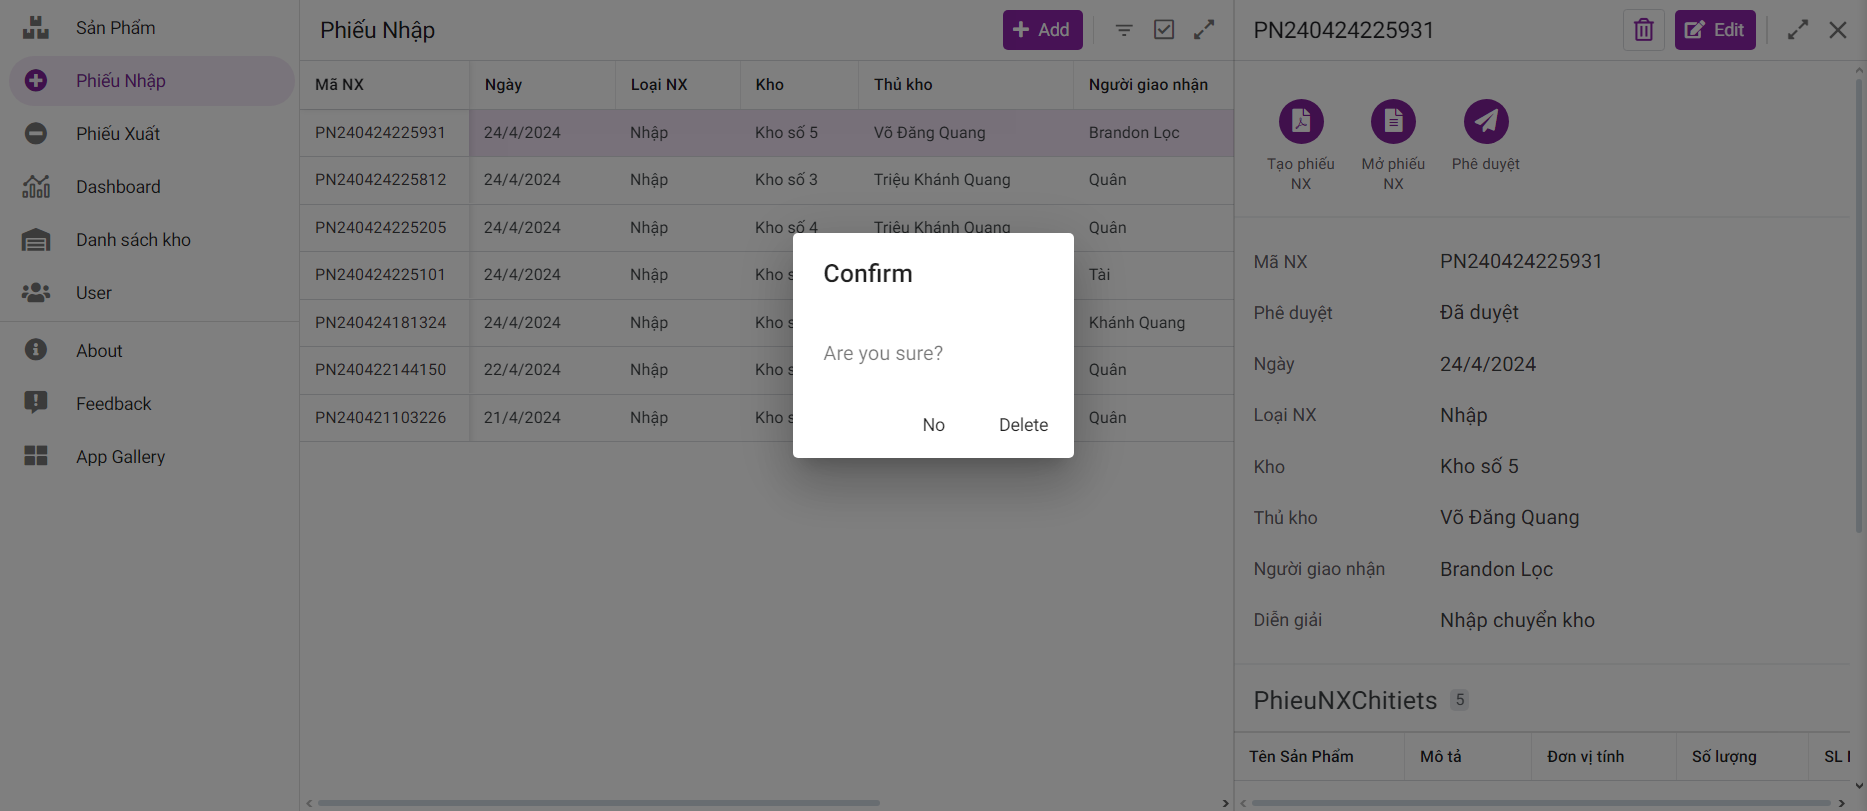 Sản Phẩm
Phiếu Nhập
Phiếu Xuất
Dashboard
Danh sách kho
User
About
Feedback
App Gallery
Phiếu Nhập
Add
Mã NX Ngày Loại NX Kho Thủ kho Người giao nhận
PN240424225931 24/4/2024 Nhập Kho số 5 Võ Đăng Quang Brandon Lọc
PN240424225812 24/4/2024 Nhập Kho số 3 Triệu Khánh Quang Quân
PN240424225205 24/4/2024 Nhập Kho số 4 Triệu Khánh Quang Quân
PN240424225101 24/4/2024 Nhập Kho s Tài
PN240424181324 24/4/2024 Nhập Kho s Khánh Quang
PN240422144150 22/4/2024 Nhập Kho s Quân
PN240421103226 21/4/2024 Nhập Kho s Quân
Confirm
Are you sure?
No Delete
PN240424225931
Edit
Tạo phiếu NX
Mở phiếu NX
Phê duyệt
Mã NX PN240424225931
Phê duyệt Đã duyệt
Ngày 24/4/2024
Loại NX Nhập
Kho Kho số 5
Thủ kho Võ Đăng Quang
Người giao nhận Brandon Lọc
Diễn giải Nhập chuyển kho
PhieuNXChitiets 5
Tên Sản Phẩm Mô tả Đơn vị tính Số lượng SL